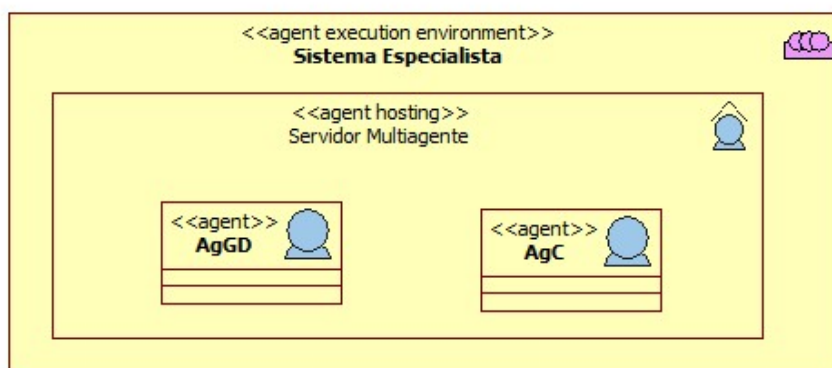 <<agent execution environment>>
Sistema Especialista
<<agent hosting>>
Servidor Multiagente
<<agent>>
AgGD
<<agent>>
AgC